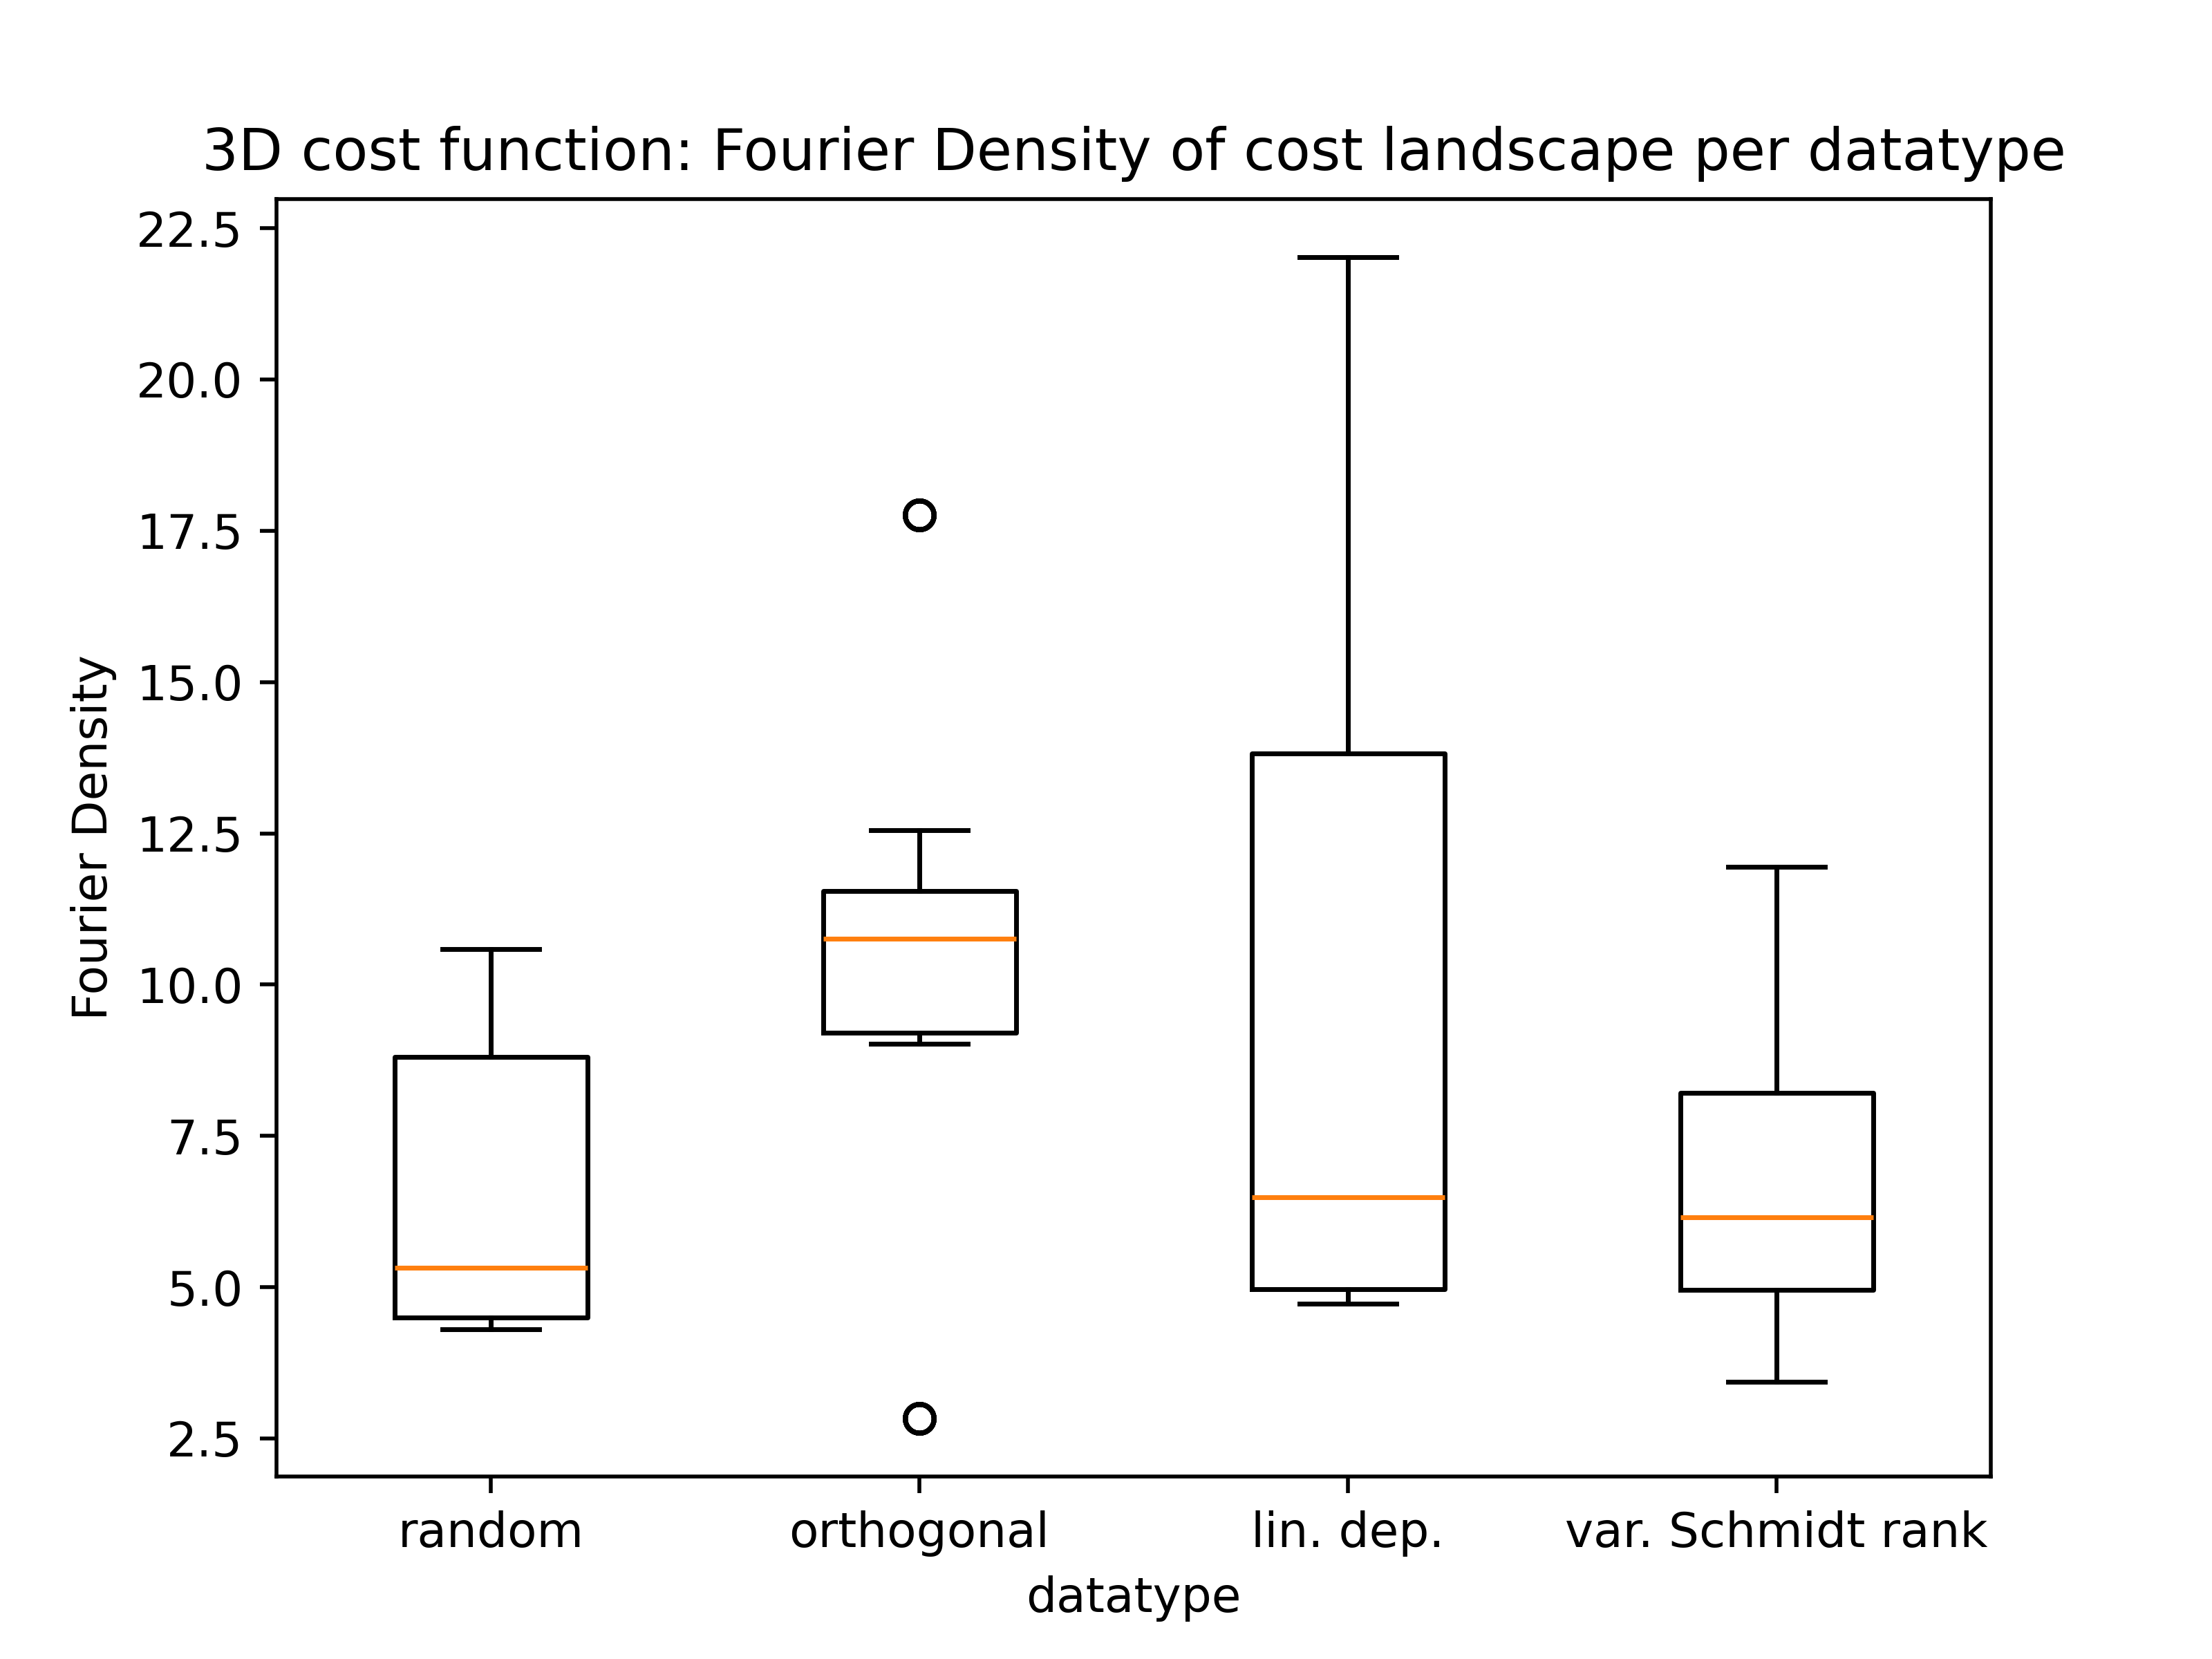 3D cost function: Fourier Density of cost landscape per datatype
22.5
20.0
17.5
15.0
12.5
10.0
7.5
5.0
2.5
Fourier Density
random orthogonal lin. dep. var. Schmidt rank
datatype